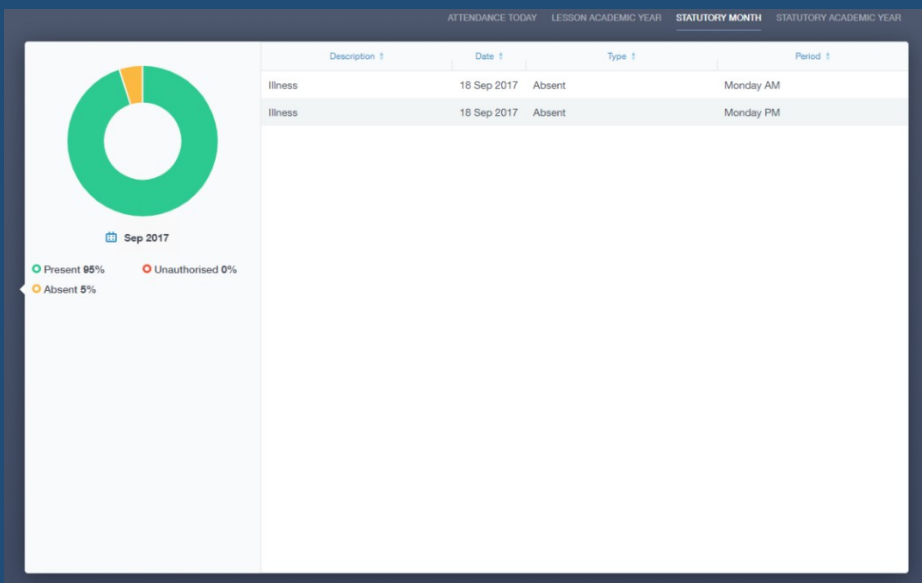 ATTENDANCE TODAY LESSON ACADEMIC YEAR STATUTORY MONTH STATUTORY ACADEMIC YEAR
Description Date Type Period
Illness 18 Sep 2017 Absent Monday AM
Illness 18 Sep 2017 Absent Monday PM
Sep 2017
Present 95% Unauthorised 0%
Absent 5%